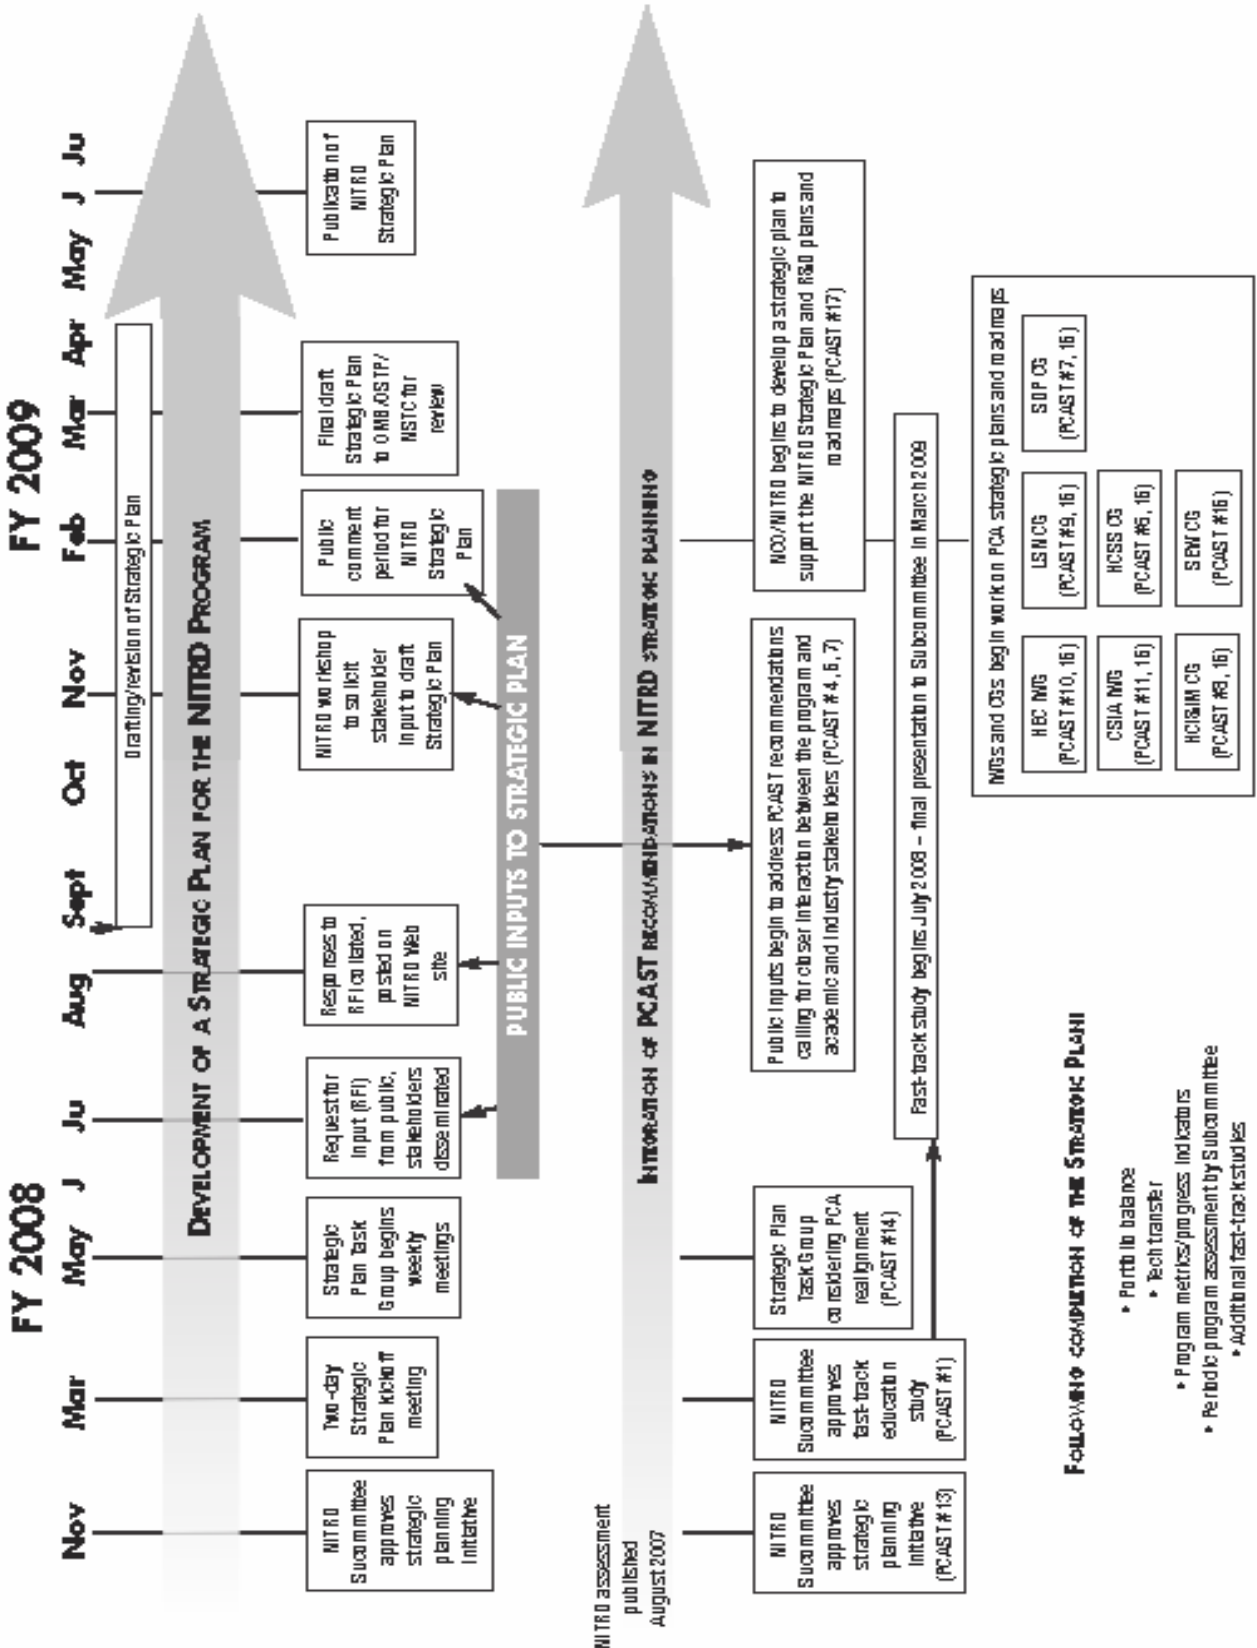 FY 2008 FY 2009
Nov Mar May J Ju Aug Sept Oct Nov Feb Mar Apr May J Ju
Drafting/revision of Strategic Plan
DEVELOPMENT OF A STRATEGIC PLAN FOR THE NITRD PROGRAM
NITRD
Sucommittee
approves
strategic
planning
initiative
Two-day
Strategic
Plan kickoff
meeting
Strategic
Plan Task
Group begins
weekly
meetings
Request for
Input (RFI)
from public,
stakeholders
disseminated
Responses to
RFI collated,
posted on
NITRD Web
site
NITRD workshop
to solicit
stakeholder
input to draft
Strategic Plan
Public
comment
period for
NITRD
Strategic
Plan
Final draft
Strategic Plan
to OMB/OSTP/
NSTC for
review
Publication of
NITRD
Strategic Plan
PUBLIC INPUTS TO STRATEGIC PLAN
NITRD assessment
published
August 2007
INTEGRATION OF PCAST RECOMMENDATIONS IN NITRD STRATEGIC PLANNING
NITRD
Sucommittee
approves
strategic
planning
initiative
(PCAST #13)
NITRD
Sucommittee
approves
fast-track
education
study
(PCAST #1)
Strategic Plan
Task Group
considering PCA
realignment
(PCAST #14)
Public inputs begin to address PCAST recommendations
calling for closer interaction between the program and
academic and industry stakeholders (PCAST #4, 6, 7)
NCO/NITRD begins to develop a strategic plan to
support the NITRD Strategic Plan and R&D plans and
roadmaps (PCAST #17)
Fast-track study begins July 2008 – final presentation to Subcommittee in March 2009
IWGs and CGs begin work on PCA strategic plans and roadmaps
HEC IWG
(PCAST #10, 15)
LSN CG
(PCAST #9, 15)
SDP CG
(PCAST #7, 15)
CSIA IWG
(PCAST #11, 15)
HCSS CG
(PCAST #6, 15)
HCI&IM CG
(PCAST #8, 15)
SEW CG
(PCAST #15)
FOLLOWING COMPLETION OF THE STRATEGIC PLAN:
• Portfolio balance
• Tech transfer
• Program metrics/progress indicators
• Periodic program assessment by Subcommittee
• Additional fast-track studies